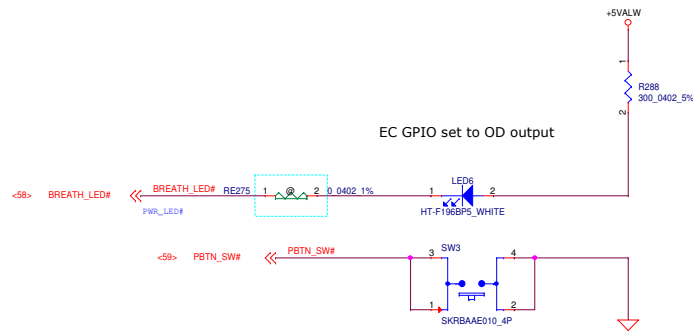 +5VALW
1
R288
300_0402_5%
2
EC GPIO set to OD output
<58> BREATH_LED# BREATH_LED# RE275 1 @ 2 0_0402_1% 1 LED6 2
PWR_LED#
HT-F196BP5_WHITE
<59> PBTN_SW# PBTN_SW# 3 SW3 4
1 2
SKRBAAE010_4P